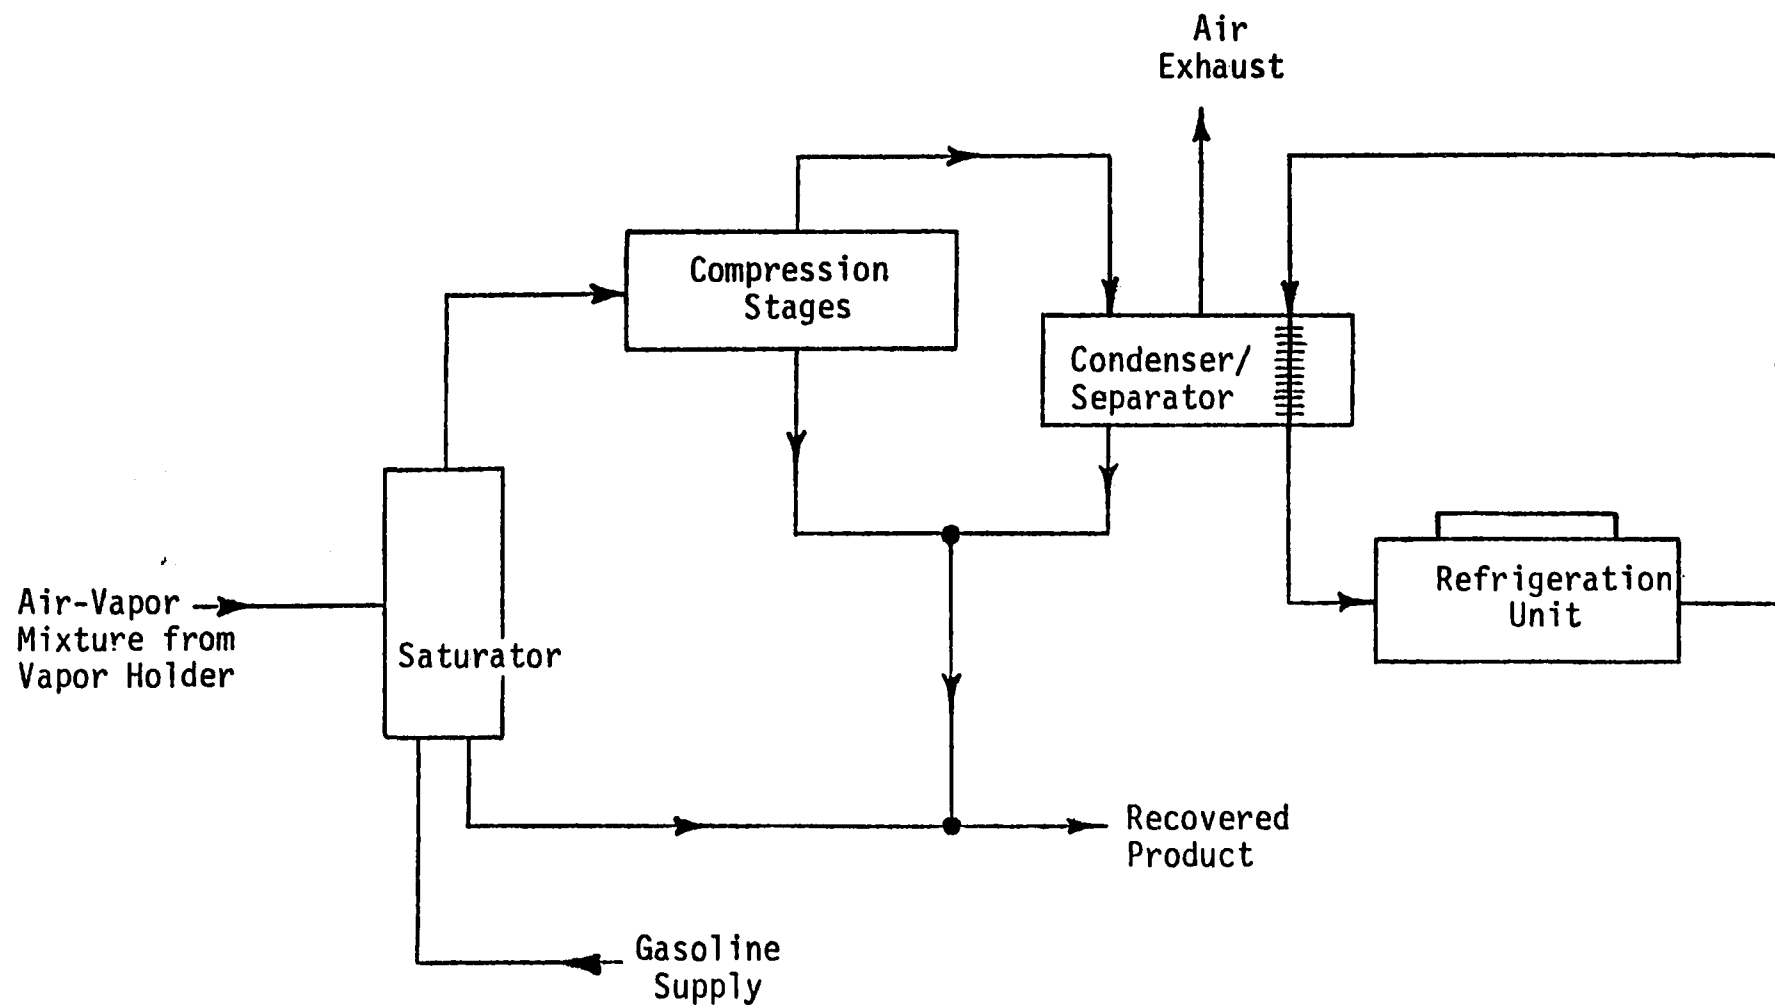 Air
Exhaust
Compression
Stages
Condenser/
Separator
Refrigeration
Unit
Air-Vapor
Mixture from
Vapor Holder
Saturator
Recovered
Product
Gasoline
Supply